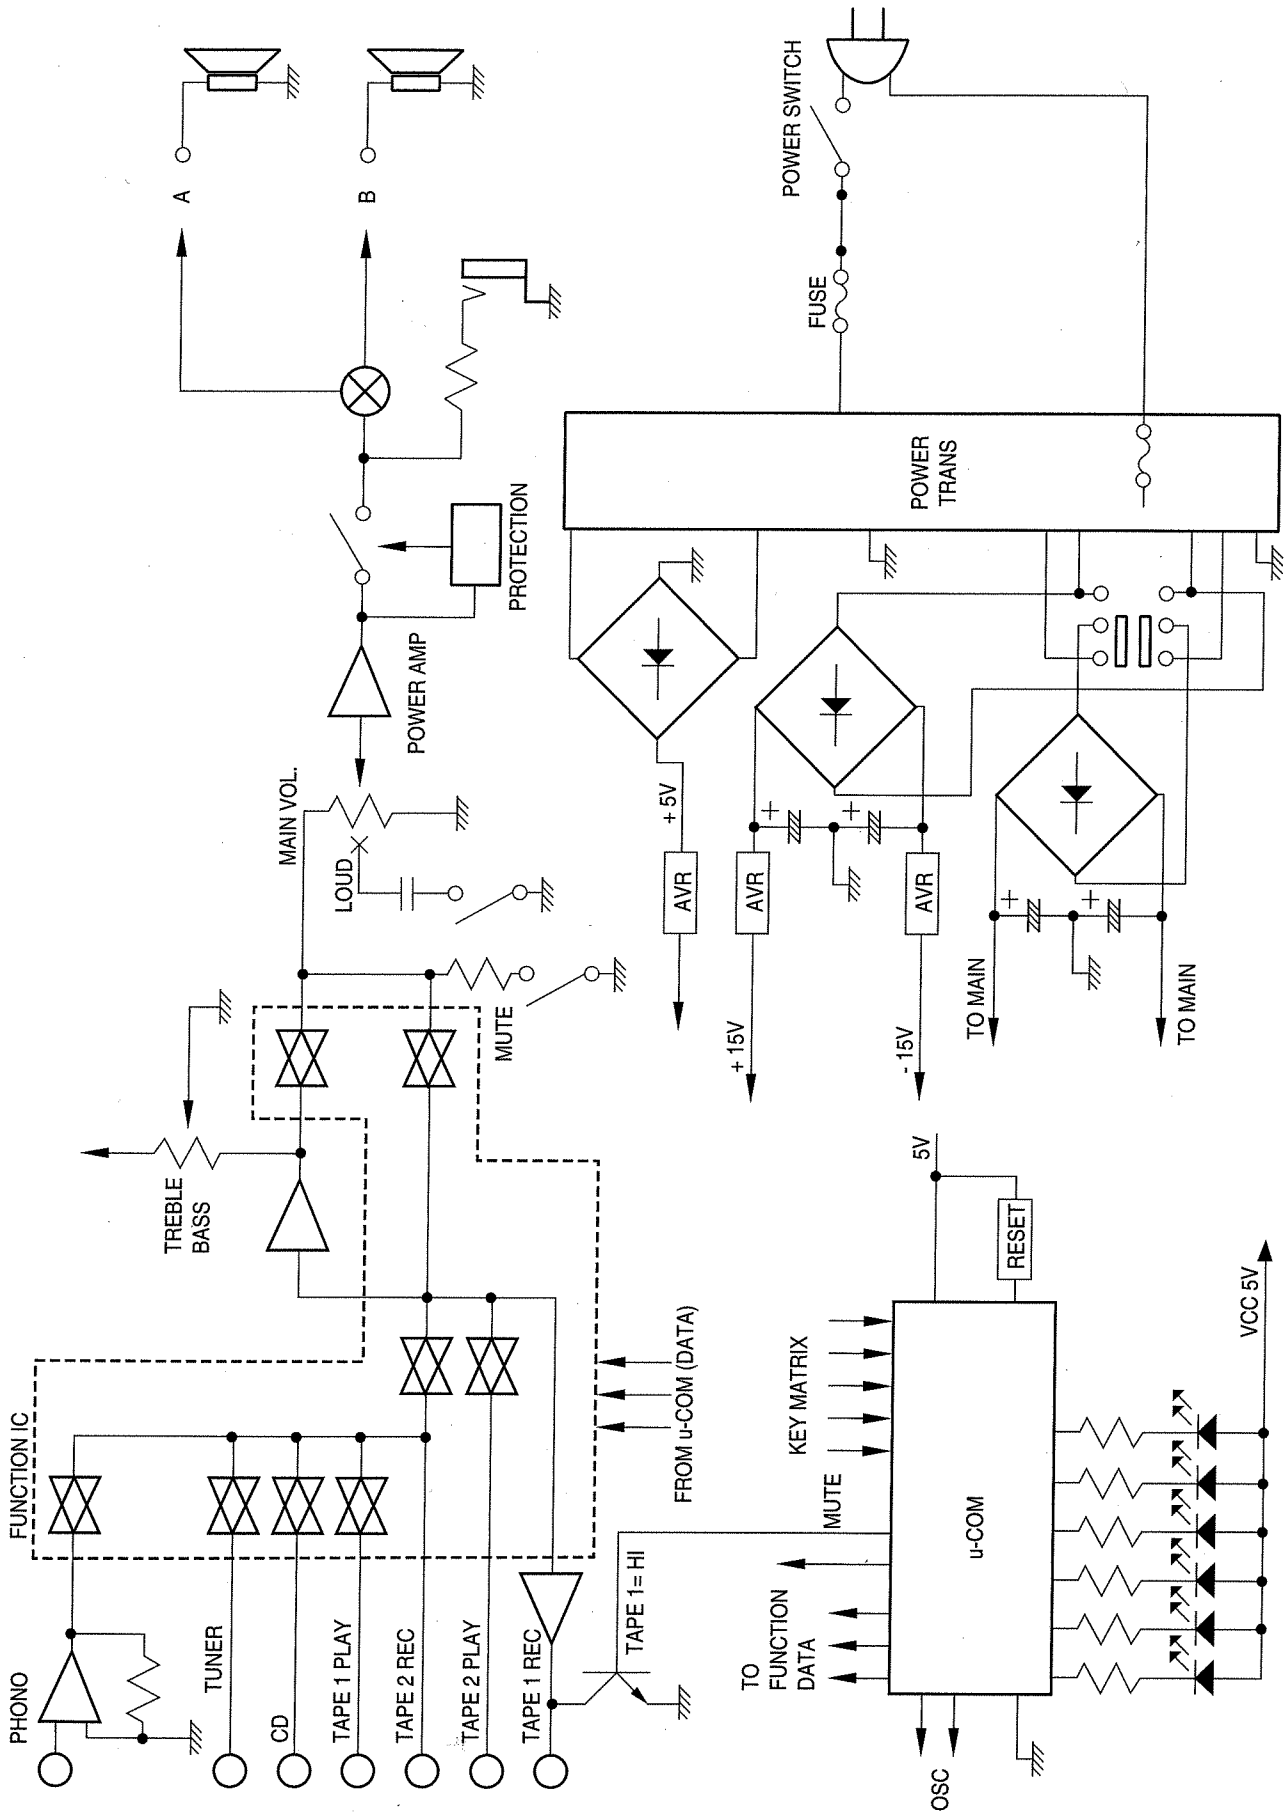 PHONO
TUNER
CD
TAPE 1 PLAY
TAPE 2 REC
TAPE 2 PLAY
TAPE 1 REC
FUNCTION IC
TREBLE
BASS
MUTE
LOUD
MAIN VOL.
POWER AMP
PROTECTION
A
B
FROM u-COM (DATA)
TAPE 1= HI
OSC
TO
FUNCTION
DATA
MUTE
KEY MATRIX
u-COM
RESET
5V
VCC 5V
+ 15V
- 15V
TO MAIN
TO MAIN
AVR
AVR
AVR
+ 5V
+
+
+
+
POWER
TRANS
FUSE
POWER SWITCH